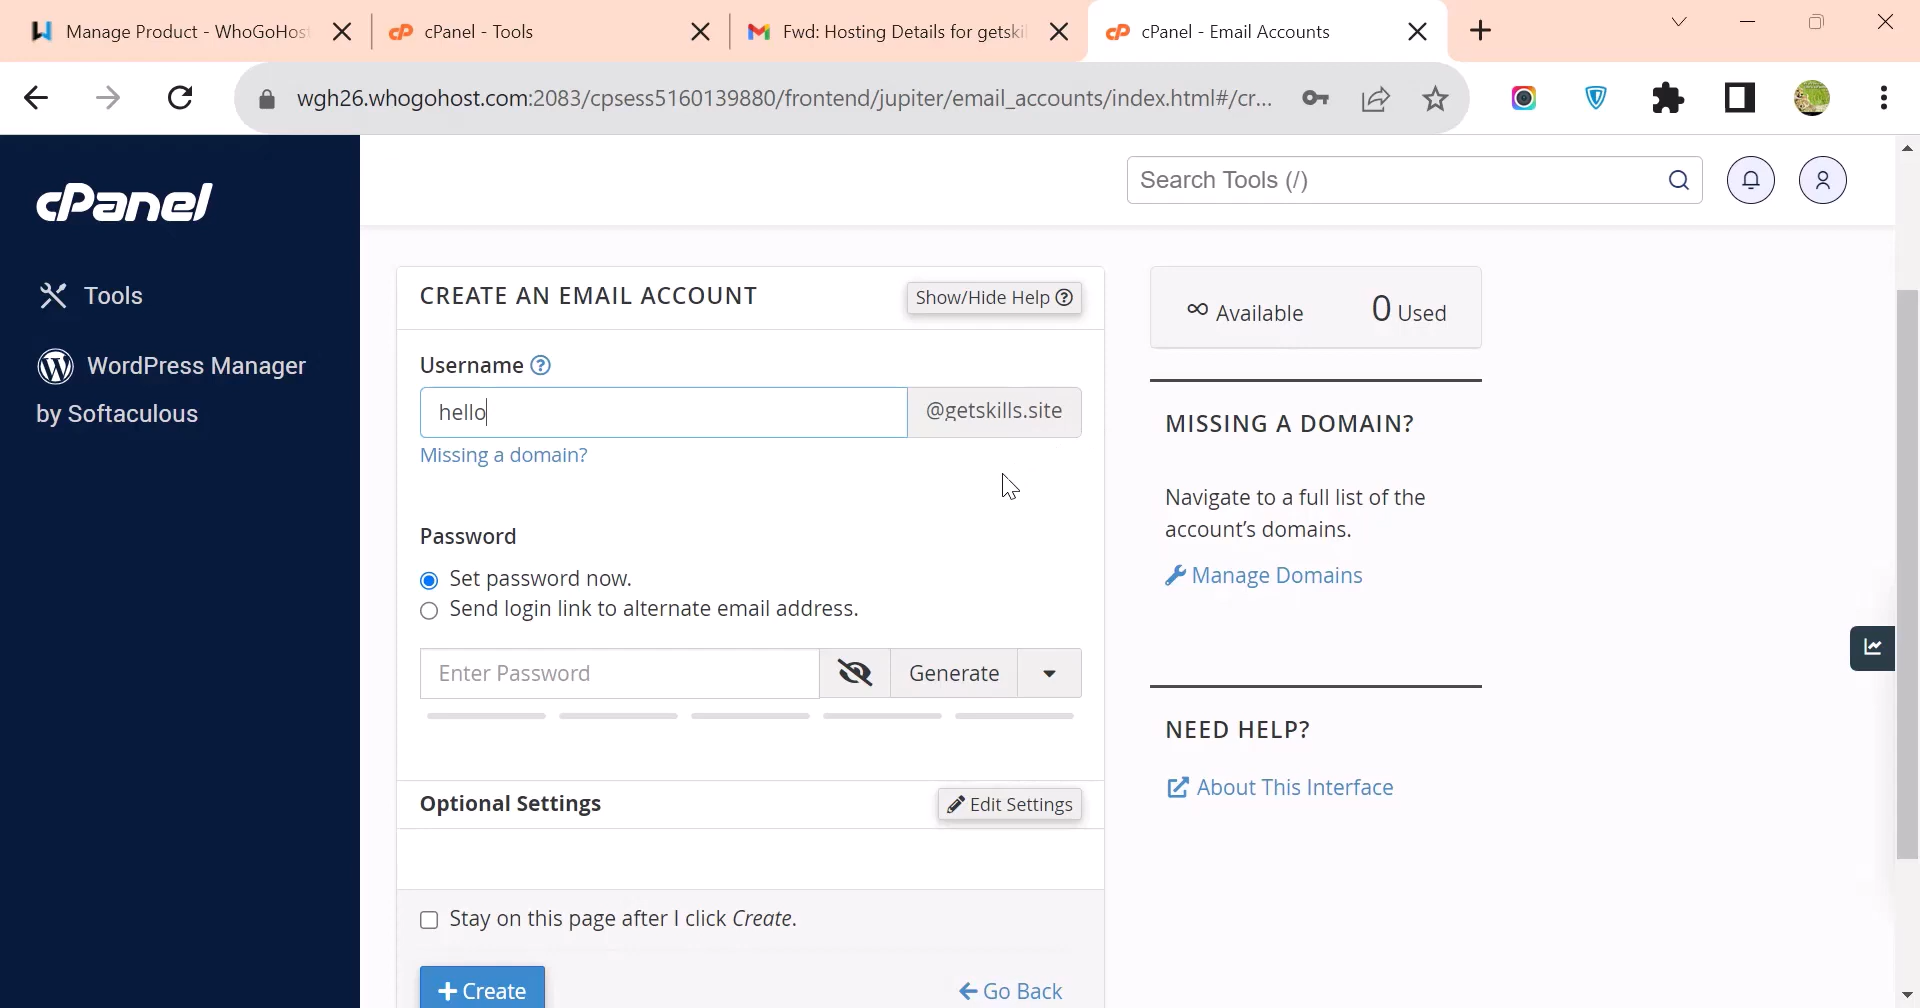 Manage Product - WhoGoHost
cPanel - Tools
Fwd: Hosting Details for getski
cPanel - Email Accounts
wgh26.whogohost.com:2083/cpsess5160139880/frontend/jupiter/email_accounts/index.html#/cr...
cPanel
Search Tools (/)
Tools
WordPress Manager
by Softaculous
CREATE AN EMAIL ACCOUNT
Show/Hide Help
Username
hello
@getskills.site
Missing a domain?
Password
Set password now.
Send login link to alternate email address.
Enter Password
Generate
Optional Settings
Edit Settings
Stay on this page after I click Create.
+ Create
Go Back
∞ Available
0 Used
MISSING A DOMAIN?
Navigate to a full list of the
account's domains.
Manage Domains
NEED HELP?
About This Interface